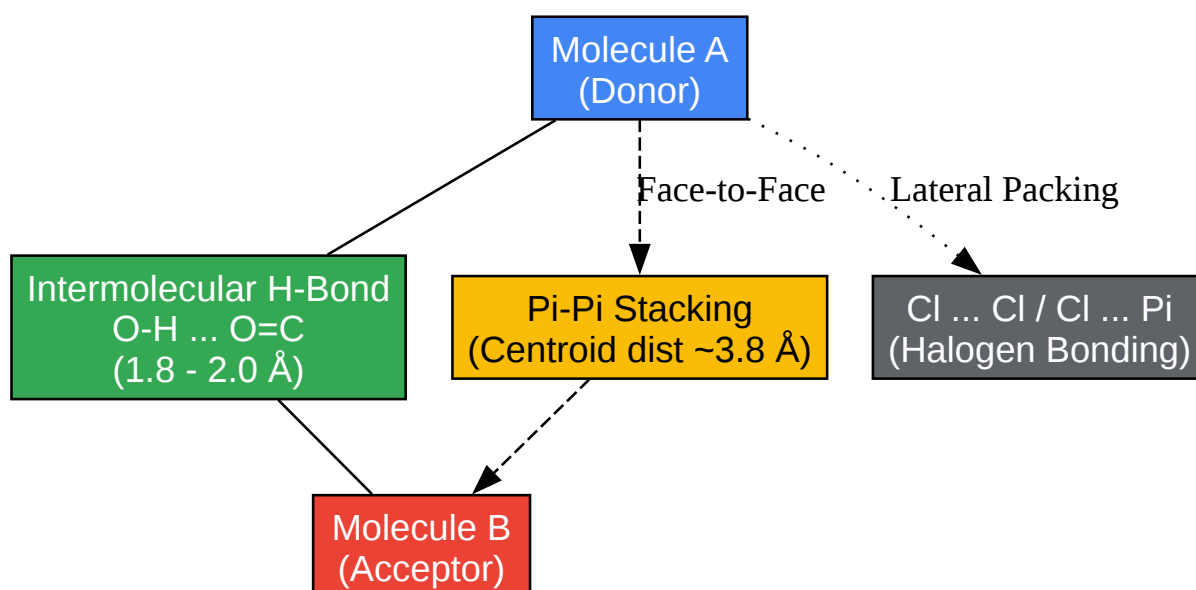 Molecule A
(Donor)
Face-to-Face
Lateral Packing
Intermolecular H-Bond
O-H ... O=C
(1.8 - 2.0 Å)
Pi-Pi Stacking
(Centroid dist ~3.8 Å)
Cl ... Cl / Cl ... Pi
(Halogen Bonding)
Molecule B
(Acceptor)